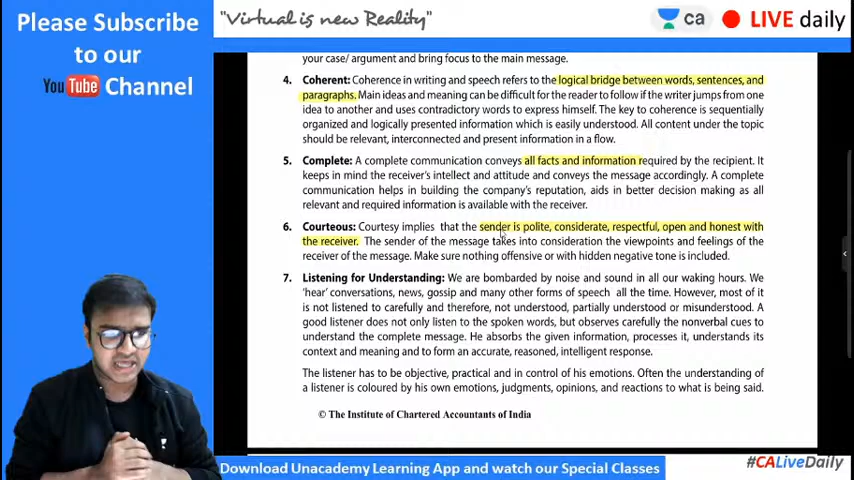 Please Subscribe
to our
YouTube Channel
"Virtual is new Reality"
ca
LIVE daily
your case/ argument and bring focus to the main message.
4. Coherent: Coherence in writing and speech refers to the logical bridge between words, sentences, and
paragraphs. Main ideas and meaning can be difficult for the reader to follow if the writer jumps from one
idea to another and uses contradictory words to express himself. The key to coherence is sequentially
organized and logically presented information which is easily understood. All content under the topic
should be relevant, interconnected and present information in a flow.
5. Complete: A complete communication conveys all facts and information required by the recipient. It
keeps in mind the receiver's intellect and attitude and conveys the message accordingly. A complete
communication helps in building the company's reputation, aids in better decision making as all
relevant and required information is available with the receiver.
6. Courteous: Courtesy implies that the sender is polite, considerate, respectful, open and honest with
the receiver. The sender of the message takes into consideration the viewpoints and feelings of the
receiver of the message. Make sure nothing offensive or with hidden negative tone is included.
7. Listening for Understanding: We are bombarded by noise and sound in all our waking hours. We
'hear' conversations, news, gossip and many other forms of speech all the time. However, most of it
is not listened to carefully and therefore, not understood, partially understood or misunderstood. A
good listener does not only listen to the spoken words, but observes carefully the nonverbal cues to
understand the complete message. He absorbs the given information, processes it, understands its
context and meaning and to form an accurate, reasoned, intelligent response.
The listener has to be objective, practical and in control of his emotions. Often the understanding of
a listener is coloured by his own emotions, judgments, opinions, and reactions to what is being said.
© The Institute of Chartered Accountants of India
Download Unacademy Learning App and watch our Special Classes
#CALiveDaily